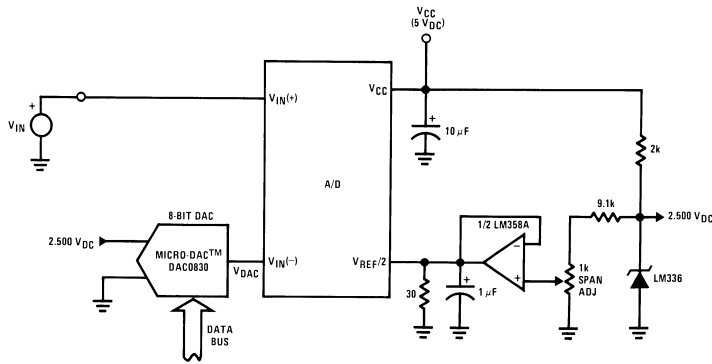 VCC
(5 VDC)
VIN(+)
VCC
+
VIN
+
10 μF
2k
A/D
8-BIT DAC
1/2 LM358A
9.1k
2.500 VDC
2.500 VDC
MICRO-DAC™
DAC0830
VDAC
VIN(−)
VREF/2
−
+
30
+
1 μF
1k
SPAN
ADJ
LM336
DATA
BUS